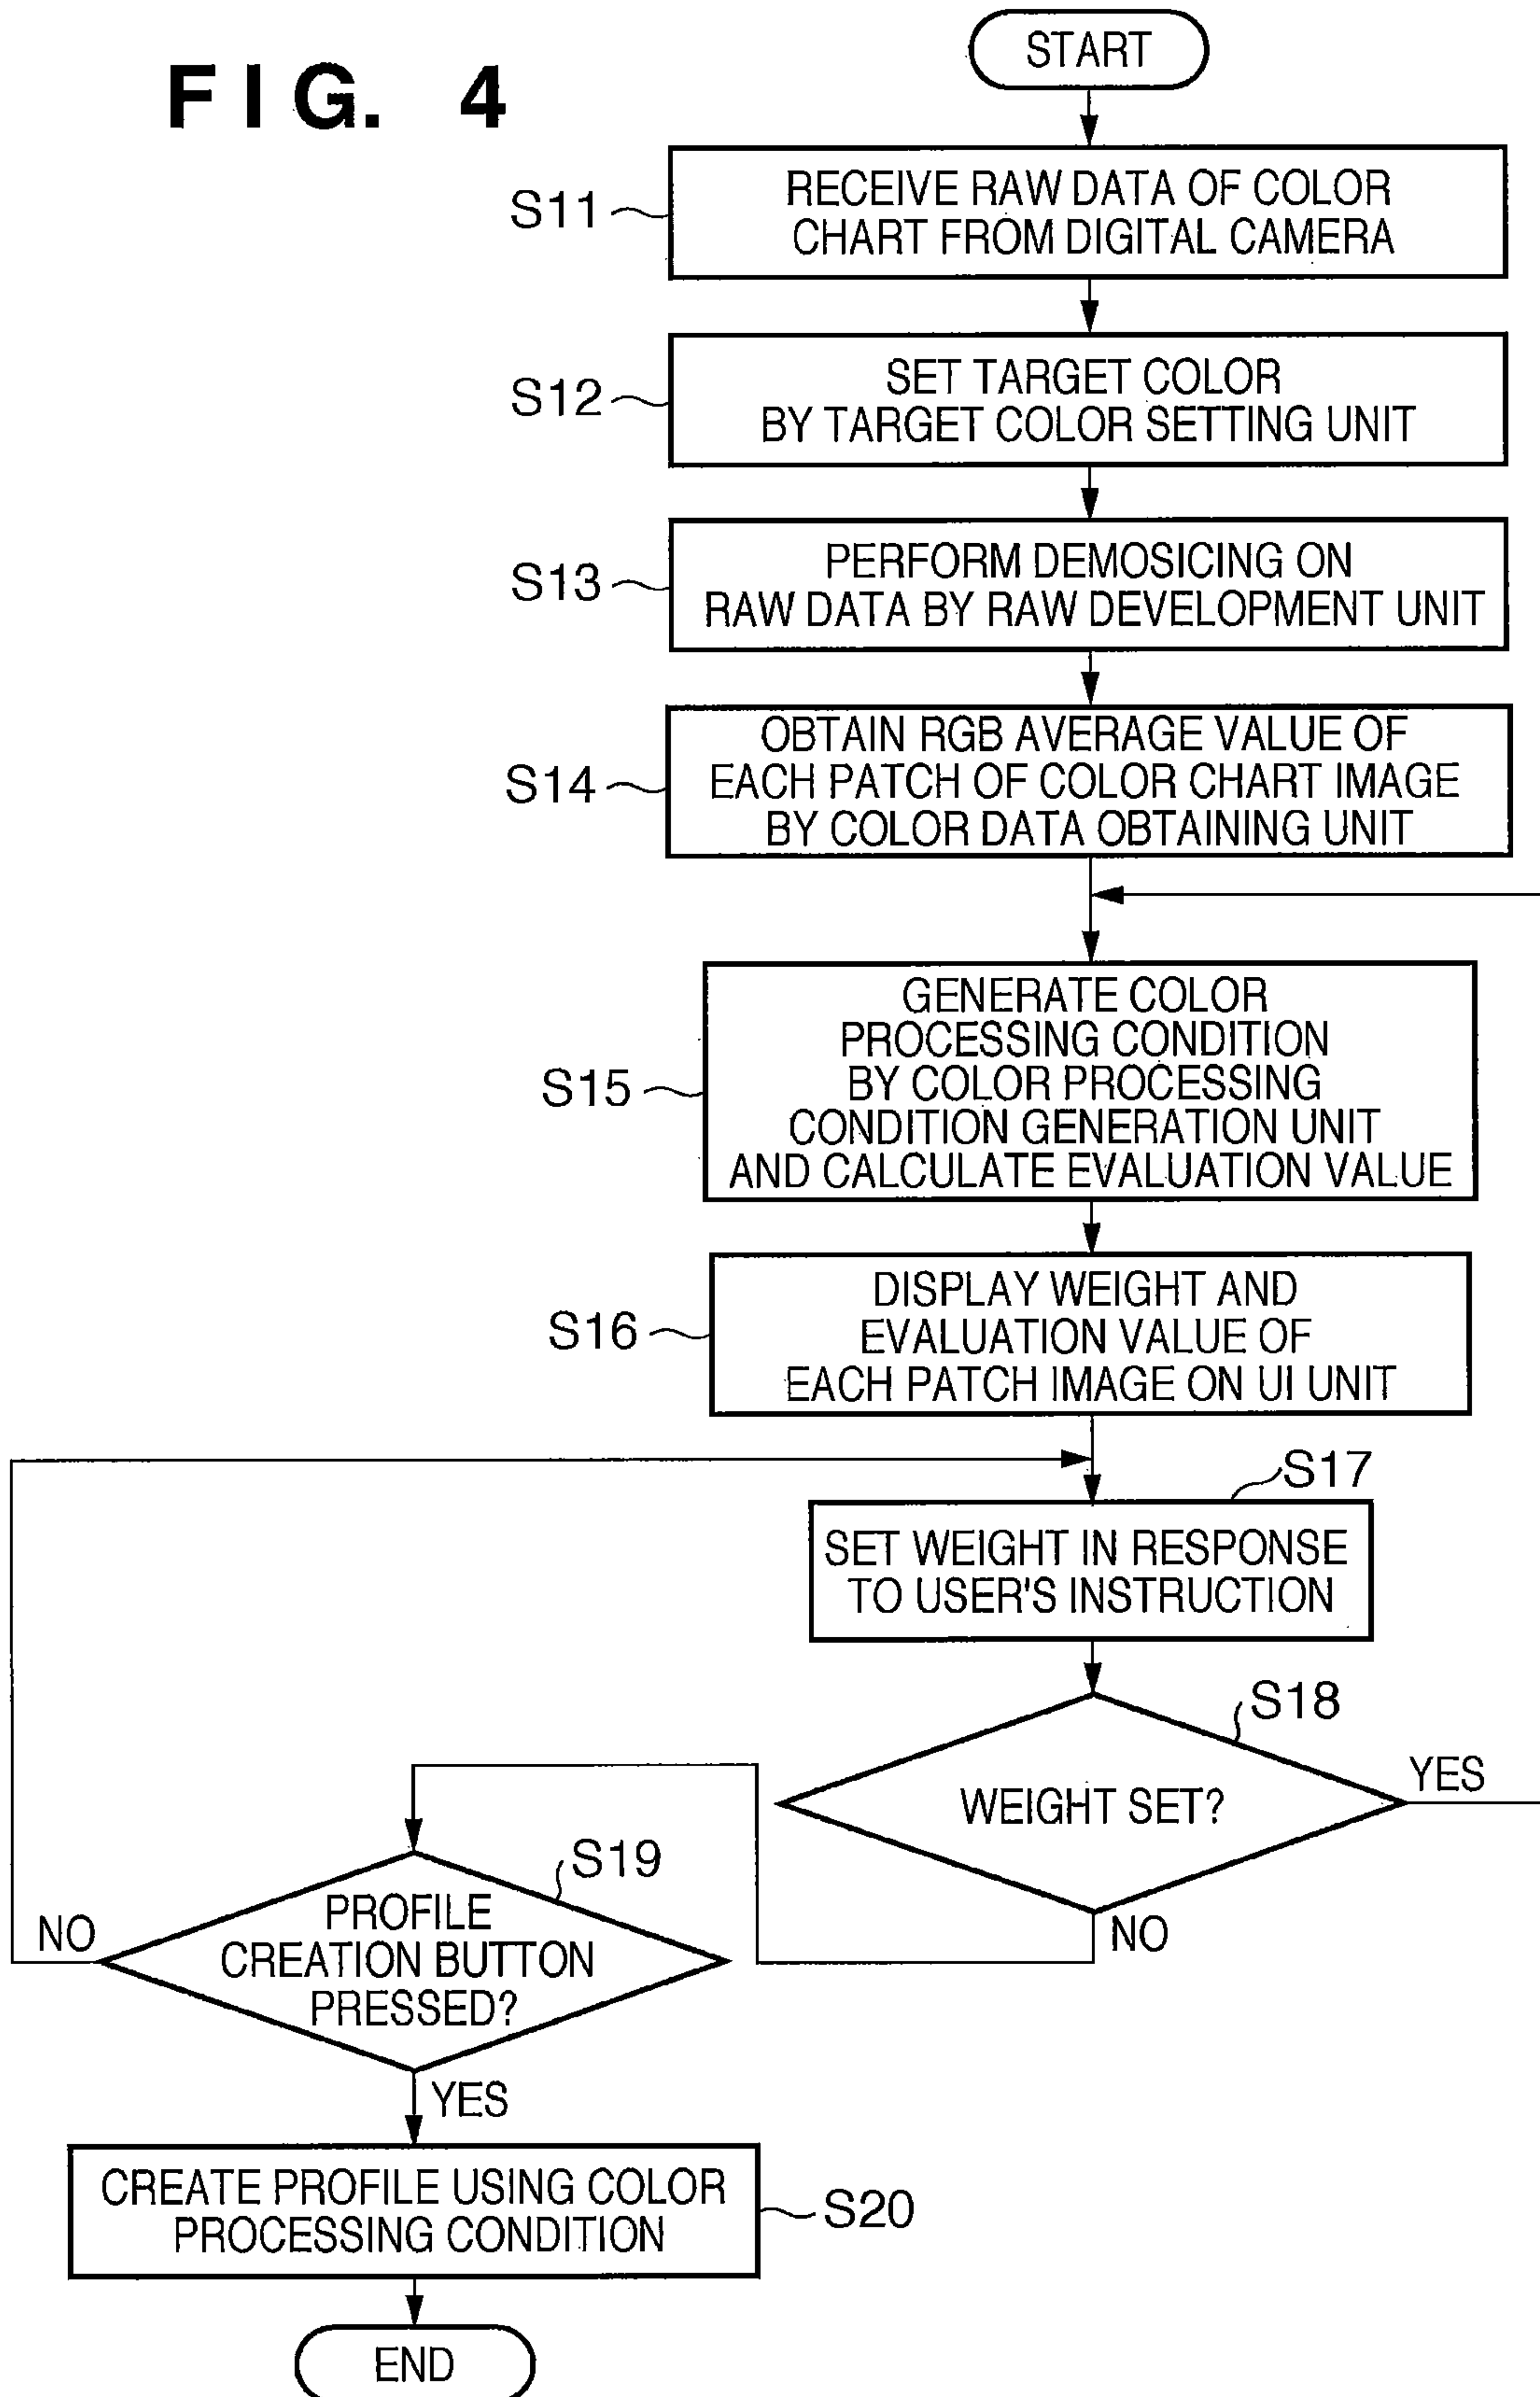 FIG. 4
START
S11
RECEIVE RAW DATA OF COLOR
CHART FROM DIGITAL CAMERA
S12
SET TARGET COLOR
BY TARGET COLOR SETTING UNIT
S13
PERFORM DEMOSICING ON
RAW DATA BY RAW DEVELOPMENT UNIT
S14
OBTAIN RGB AVERAGE VALUE OF
EACH PATCH OF COLOR CHART IMAGE
BY COLOR DATA OBTAINING UNIT
S15
GENERATE COLOR
PROCESSING CONDITION
BY COLOR PROCESSING
CONDITION GENERATION UNIT
AND CALCULATE EVALUATION VALUE
S16
DISPLAY WEIGHT AND
EVALUATION VALUE OF
EACH PATCH IMAGE ON UI UNIT
S17
SET WEIGHT IN RESPONSE
TO USER'S INSTRUCTION
S18
WEIGHT SET?
YES
NO
S19
PROFILE
CREATION BUTTON
PRESSED?
NO
YES
CREATE PROFILE USING COLOR
PROCESSING CONDITION
S20
END